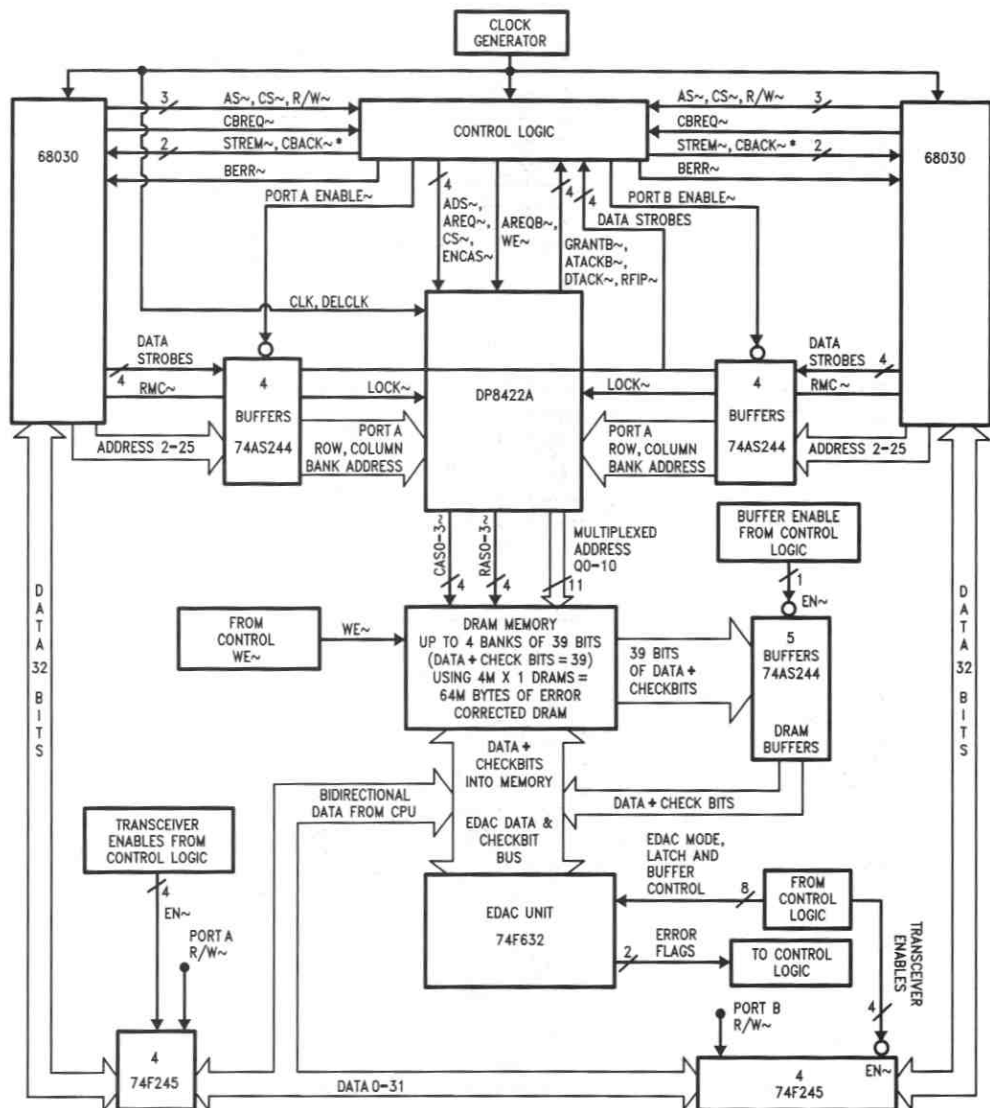 CLOCK
GENERATOR
3
AS~, CS~, R/W~
AS~, CS~, R/W~
3
CBREQ~
CONTROL LOGIC
CBREQ~
68030
2
STREM~, CBACK~ *
STREM~, CBACK~ *
2
68030
BERR~
BERR~
PORT A ENABLE~
4
ADS~,
AREQ~,
CS~,
ENCAS~
AREQB~,
WE~
4
4
PORT B ENABLE~
DATA STROBES
GRANTB~,
ATACKB~,
DTACK~, RFIP~
CLK, DELCLK
DATA
STROBES
4
RMC~
4
BUFFERS
74AS244
LOCK~
DP8422A
LOCK~
4
BUFFERS
74AS244
DATA
STROBES
4
RMC~
ADDRESS 2-25
PORT A
ROW, COLUMN
BANK ADDRESS
PORT A
ROW, COLUMN
BANK ADDRESS
ADDRESS 2-25
CAS0-3~
4
RAS0-3~
4
MULTIPLEXED
ADDRESS
Q0-10
11
BUFFER ENABLE
FROM CONTROL
LOGIC
1
EN~
DATA 32 BITS
DATA 32 BITS
FROM
CONTROL
WE~
WE~
DRAM MEMORY
UP TO 4 BANKS OF 39 BITS
(DATA + CHECK BITS = 39)
USING 4M X 1 DRAMS =
64M BYTES OF ERROR
CORRECTED DRAM
39 BITS
OF DATA +
CHECKBITS
5
BUFFERS
74AS244
DRAM
BUFFERS
DATA +
CHECKBITS
INTO MEMORY
BIDIRECTIONAL
DATA FROM CPU
DATA + CHECK BITS
EDAC DATA &
CHECKBIT
BUS
TRANSCEIVER
ENABLES FROM
CONTROL LOGIC
4
EN~
PORT A
R/W~
EDAC MODE,
LATCH AND
BUFFER
CONTROL
8
FROM
CONTROL
LOGIC
EDAC UNIT
74F632
2
ERROR
FLAGS
TO CONTROL
LOGIC
TRANSCEIVER
ENABLES
4
PORT B
R/W~
4
74F245
DATA 0-31
EN~
4
74F245